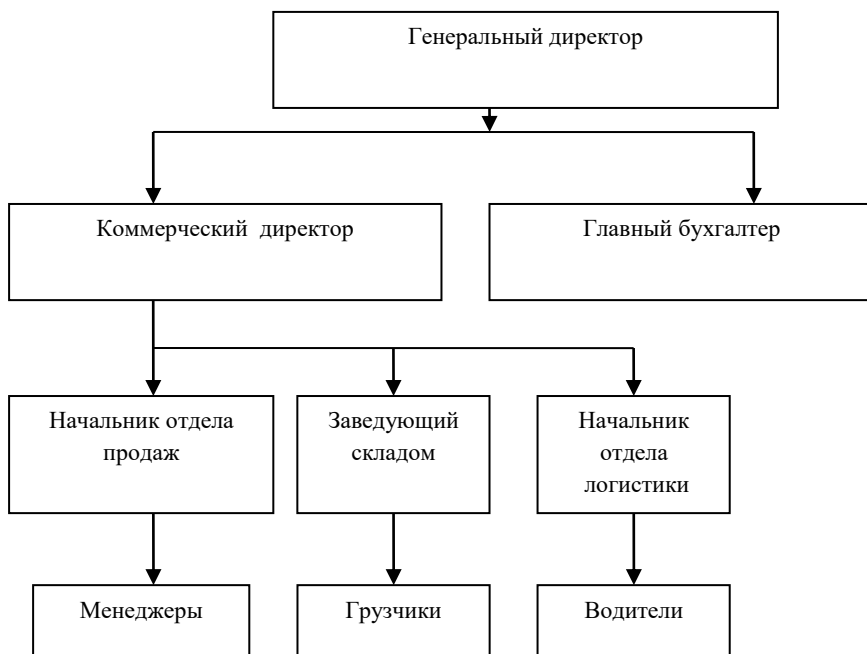 Генеральный директор
Коммерческий директор
Главный бухгалтер
Начальник отдела
продаж
Заведующий
складом
Начальник
отдела
логистики
Менеджеры
Грузчики
Водители